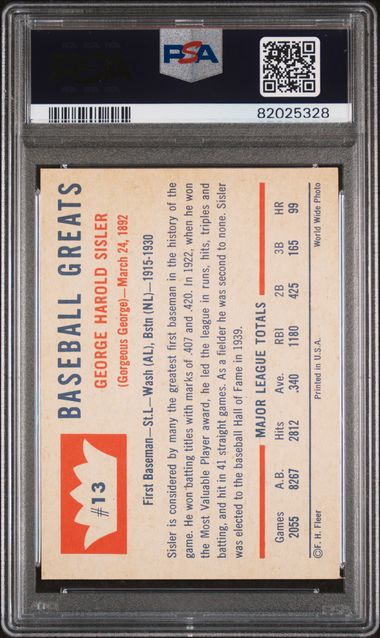 PSA
82025328
#13
BASEBALL GREATS
GEORGE HAROLD SISLER
(Gorgeous George)—March 24, 1892
First Baseman—St.L—Wash (AL), Bstn (NL)—1915-1930
Sisler is considered by many the greatest first baseman in the history of the
game. He won batting titles with marks of .407 and .420. In 1922, when he won
the Most Valuable Player award, he led the league in runs, hits, triples and
batting, and hit in 41 straight games. As a fielder he was second to none. Sisler
was elected to the baseball Hall of Fame in 1939.
MAJOR LEAGUE TOTALS
Games A.B. Hits Ave. RBI 2B 3B HR
2055 8267 2812 .340 1180 425 165 99
©F. H. Fleer Printed in U.S.A. World Wide Photo